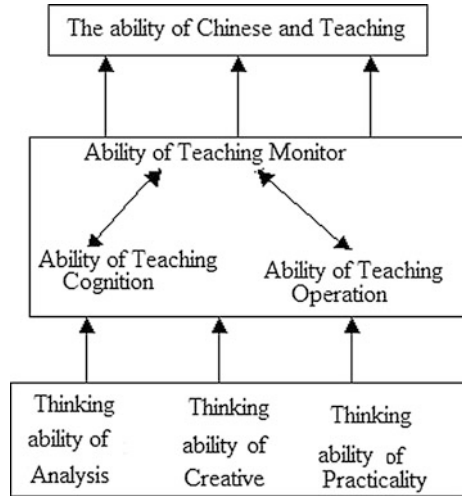 The ability of Chinese and Teaching
Ability of Teaching Monitor
Ability of Teaching
Cognition
Ability of Teaching
Operation
Thinking
ability of
Analysis
Thinking
ability of
Creative
Thinking
ability of
Practicality